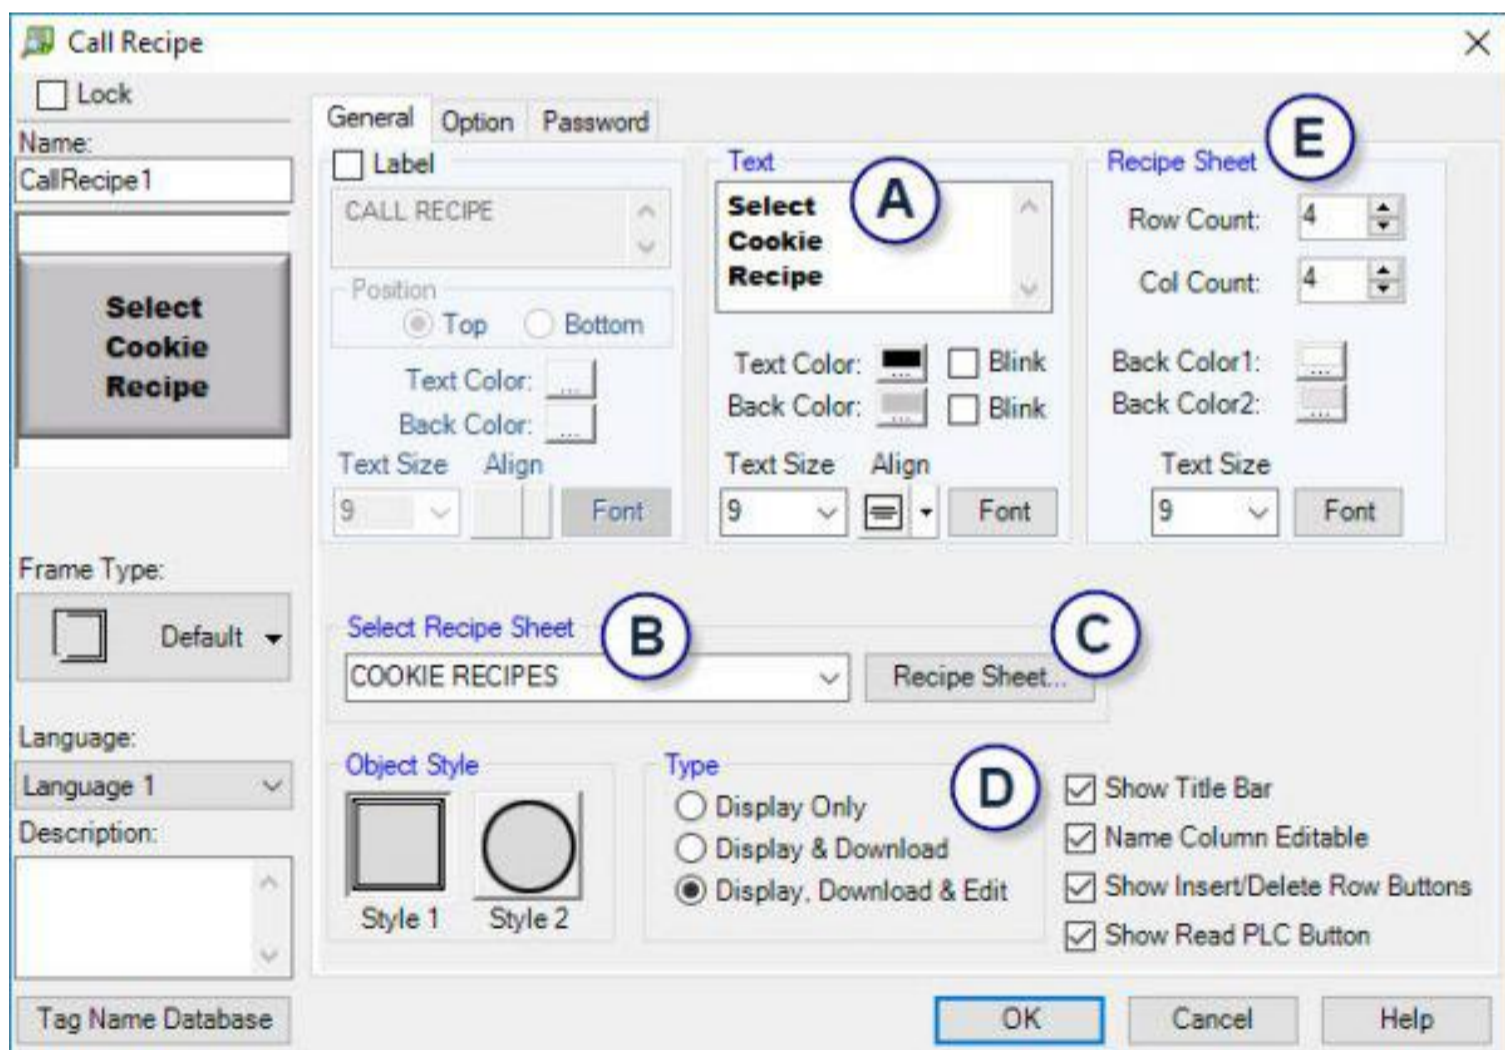 Call Recipe
Lock
Name:
CallRecipe1
Select
Cookie
Recipe
Frame Type:
Default
Language:
Language 1
Description:
Tag Name Database
General Option Password
Label
CALL RECIPE
Position
Top Bottom
Text Color: ...
Back Color: ...
Text Size Align
9 Font
Text
A
Select
Cookie
Recipe
Text Color: ... Blink
Back Color: ... Blink
Text Size Align
9 Font
E
Recipe Sheet
Row Count: 4
Col Count: 4
Back Color1: ...
Back Color2: ...
Text Size
9 Font
Select Recipe Sheet B
COOKIE RECIPES
C
Recipe Sheet...
Object Style
Style 1 Style 2
Type
D
Display Only
Display & Download
Display, Download & Edit
Show Title Bar
Name Column Editable
Show Insert/Delete Row Buttons
Show Read PLC Button
OK Cancel Help